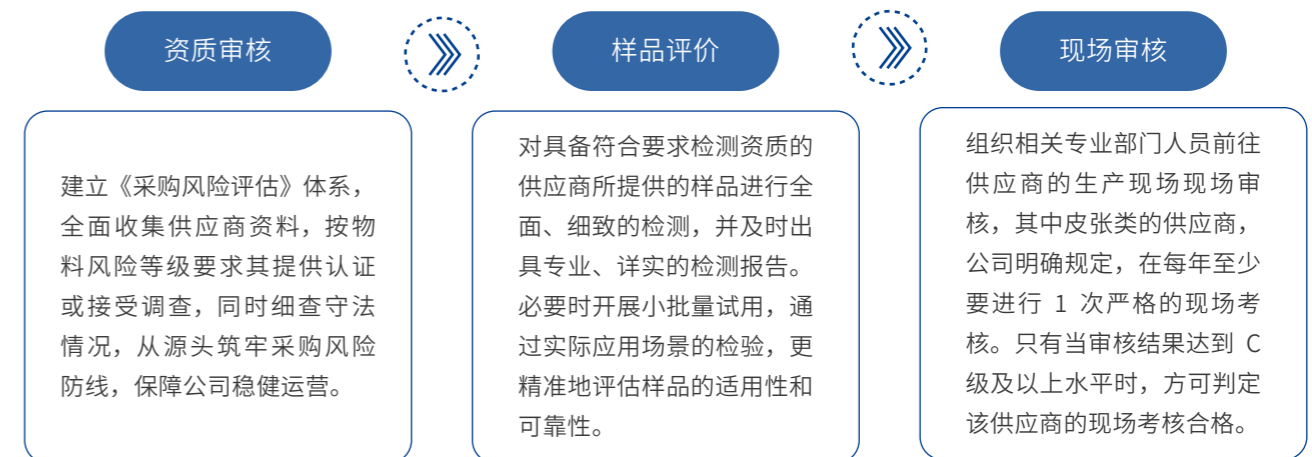 资质审核
建立《采购风险评估》体系，
全面收集供应商资料，按物
料风险等级要求其提供认证
或接受调查，同时细查守法
情况，从源头筑牢采购风险
防线，保障公司稳健运营。
样品评价
对具备符合要求检测资质的
供应商所提供的样品进行全
面、细致的检测，并及时出
具专业、详实的检测报告。
必要时开展小批量试用，通
过实际应用场景的检验，更
精准地评估样品的适用性和
可靠性。
现场审核
组织相关专业部门人员前往
供应商的生产现场现场审
核，其中皮张类的供应商，
公司明确规定，在每年至少
要进行 1 次严格的现场考
核。只有当审核结果达到 C
级及以上水平时，方可判定
该供应商的现场考核合格。